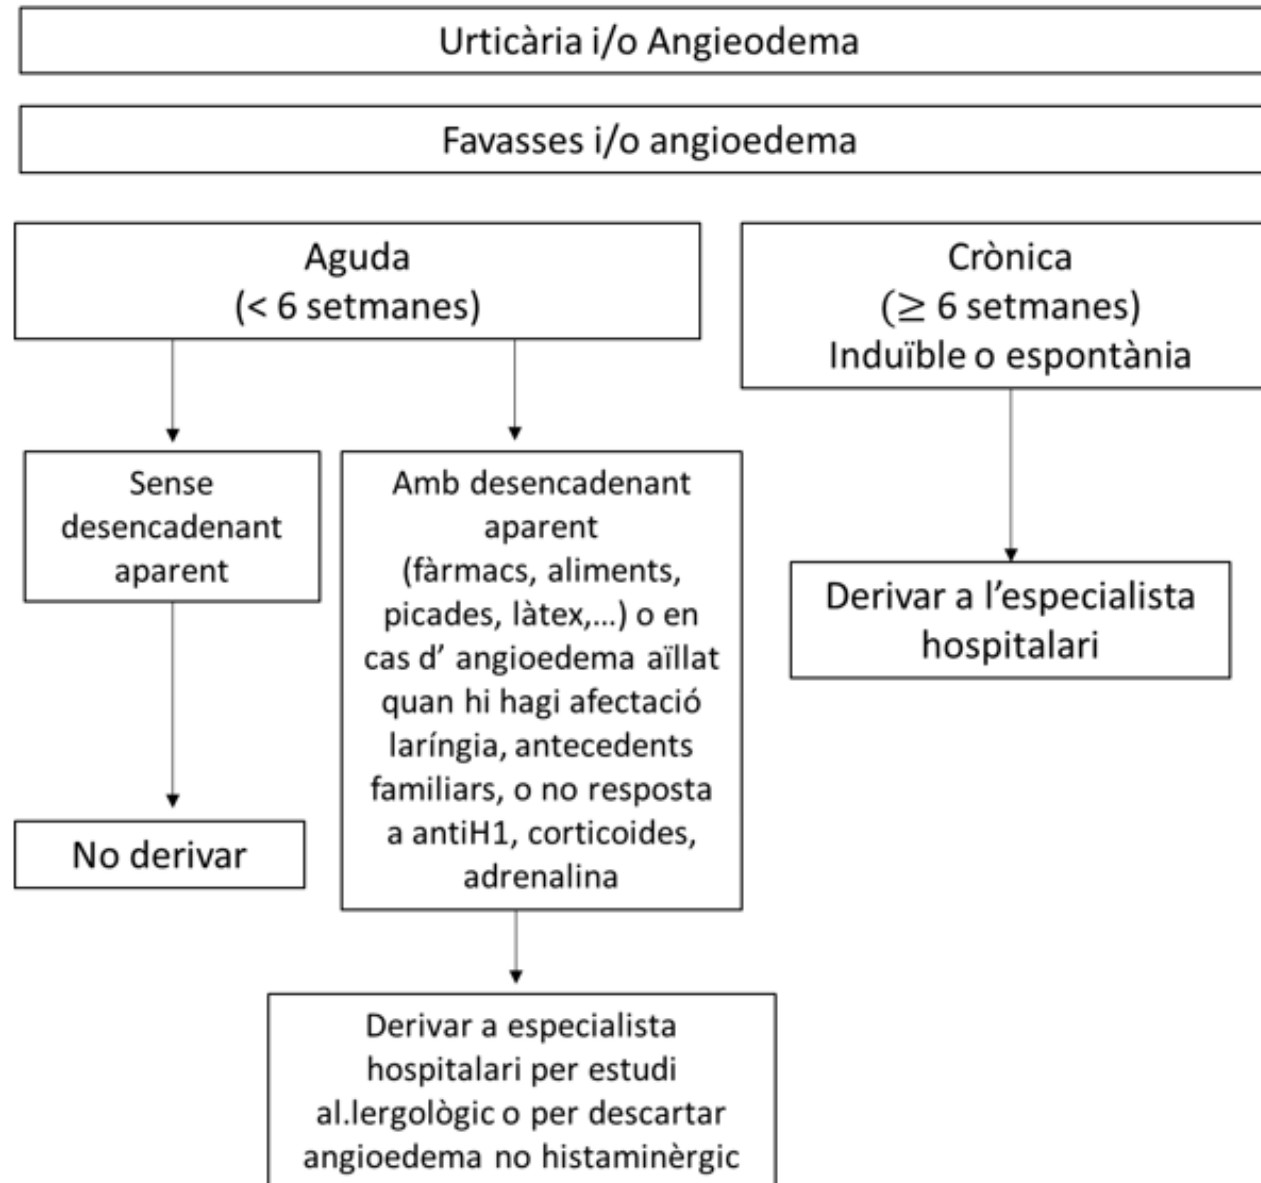 Urticària i/o Angieodema
Favasses i/o angioedema
Aguda
(< 6 setmanes)
Crònica
(≥ 6 setmanes)
Induïble o espontània
Sense
desencadenant
aparent
Amb desencadenant
aparent
(fàrmacs, aliments,
picades, làtex,...) o en
cas d’ angioedema aïllat
quan hi hagi afectació
laríngia, antecedents
familiars, o no resposta
a antiH1, corticoides,
adrenalina
Derivar a l’especialista
hospitalari
No derivar
Derivar a especialista
hospitalari per estudi
al.lergològic o per descartar
angioedema no histaminèrgic